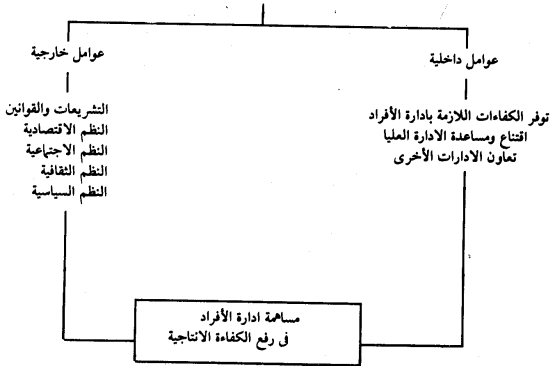 عوامل داخلية
توفر الكفاءات اللازمة بادارة الأفراد
اقتناع ومساعدة الادارة العليا
تعاون الادارات الأخرى
عوامل خارجية
التشريعات والقوانين
النظم الاقتصادية
النظم الاجتماعية
النظم الثقافية
النظم السياسية
مساهمة ادارة الأفراد
فى رفع الكفاءة الانتاجية